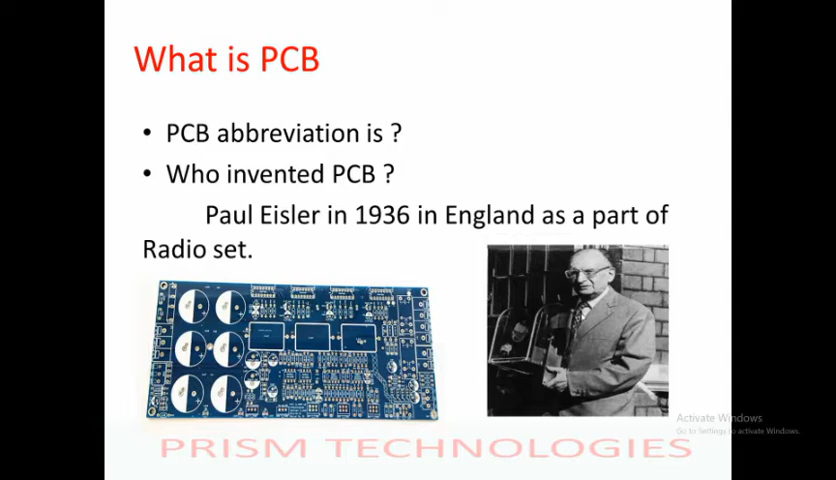 What is PCB
• PCB abbreviation is ?
• Who invented PCB ?
Paul Eisler in 1936 in England as a part of
Radio set.
PRISM TECHNOLOGIES
Activate Windows
Go to Settings to activate Windows.